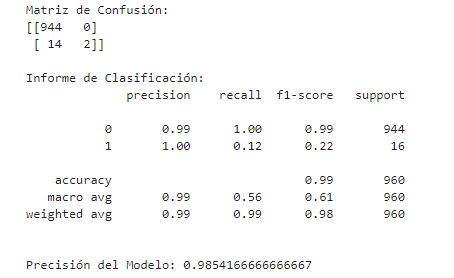 Matriz de Confusión:
[[944   0]
 [ 14   2]]
Informe de Clasificación:
              precision    recall  f1-score   support
           0       0.99      1.00      0.99       944
           1       1.00      0.12      0.22        16
    accuracy                           0.99       960
   macro avg       0.99      0.56      0.61       960
weighted avg       0.99      0.99      0.98       960
Precisión del Modelo: 0.9854166666666667